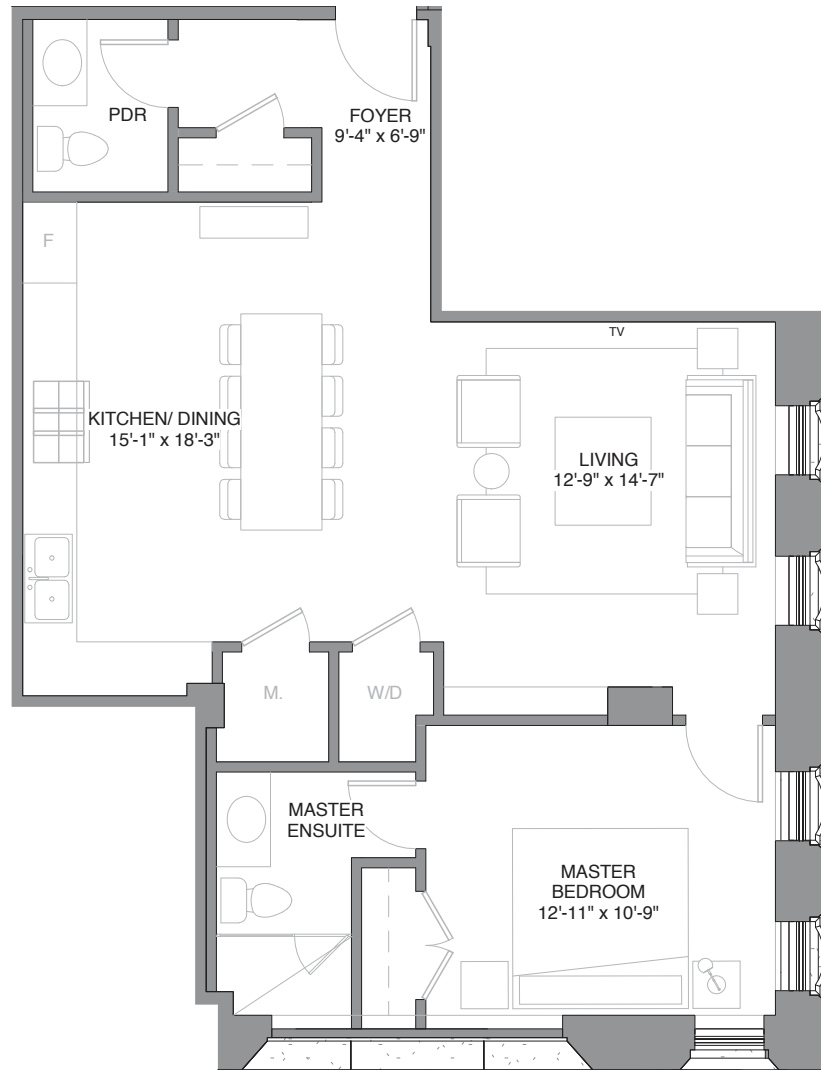 PDR
FOYER
9'-4" x 6'-9"
F
TV
KITCHEN/ DINING
15'-1" x 18'-3"
LIVING
12'-9" x 14'-7"
M.
W/D
MASTER
ENSUITE
MASTER
BEDROOM
12'-11" x 10'-9"